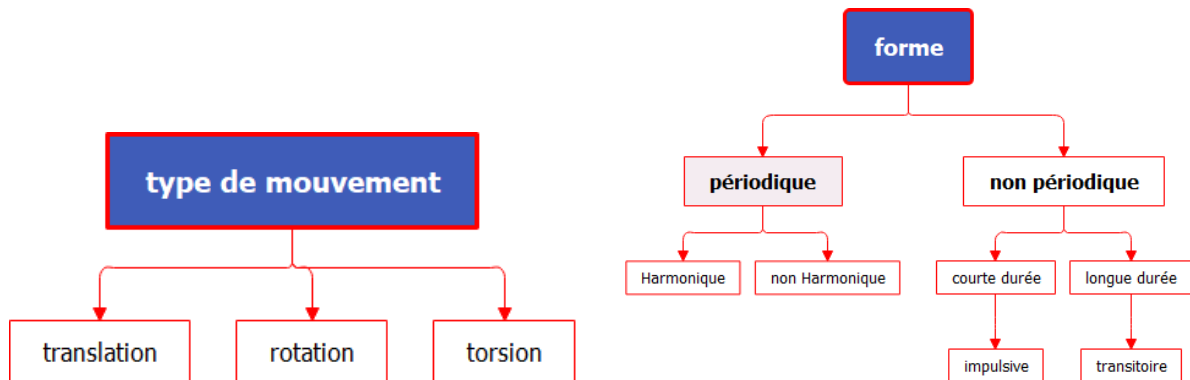 type de mouvement
translation
rotation
torsion
forme
périodique
non périodique
Harmonique
non Harmonique
courte durée
longue durée
impulsive
transitoire